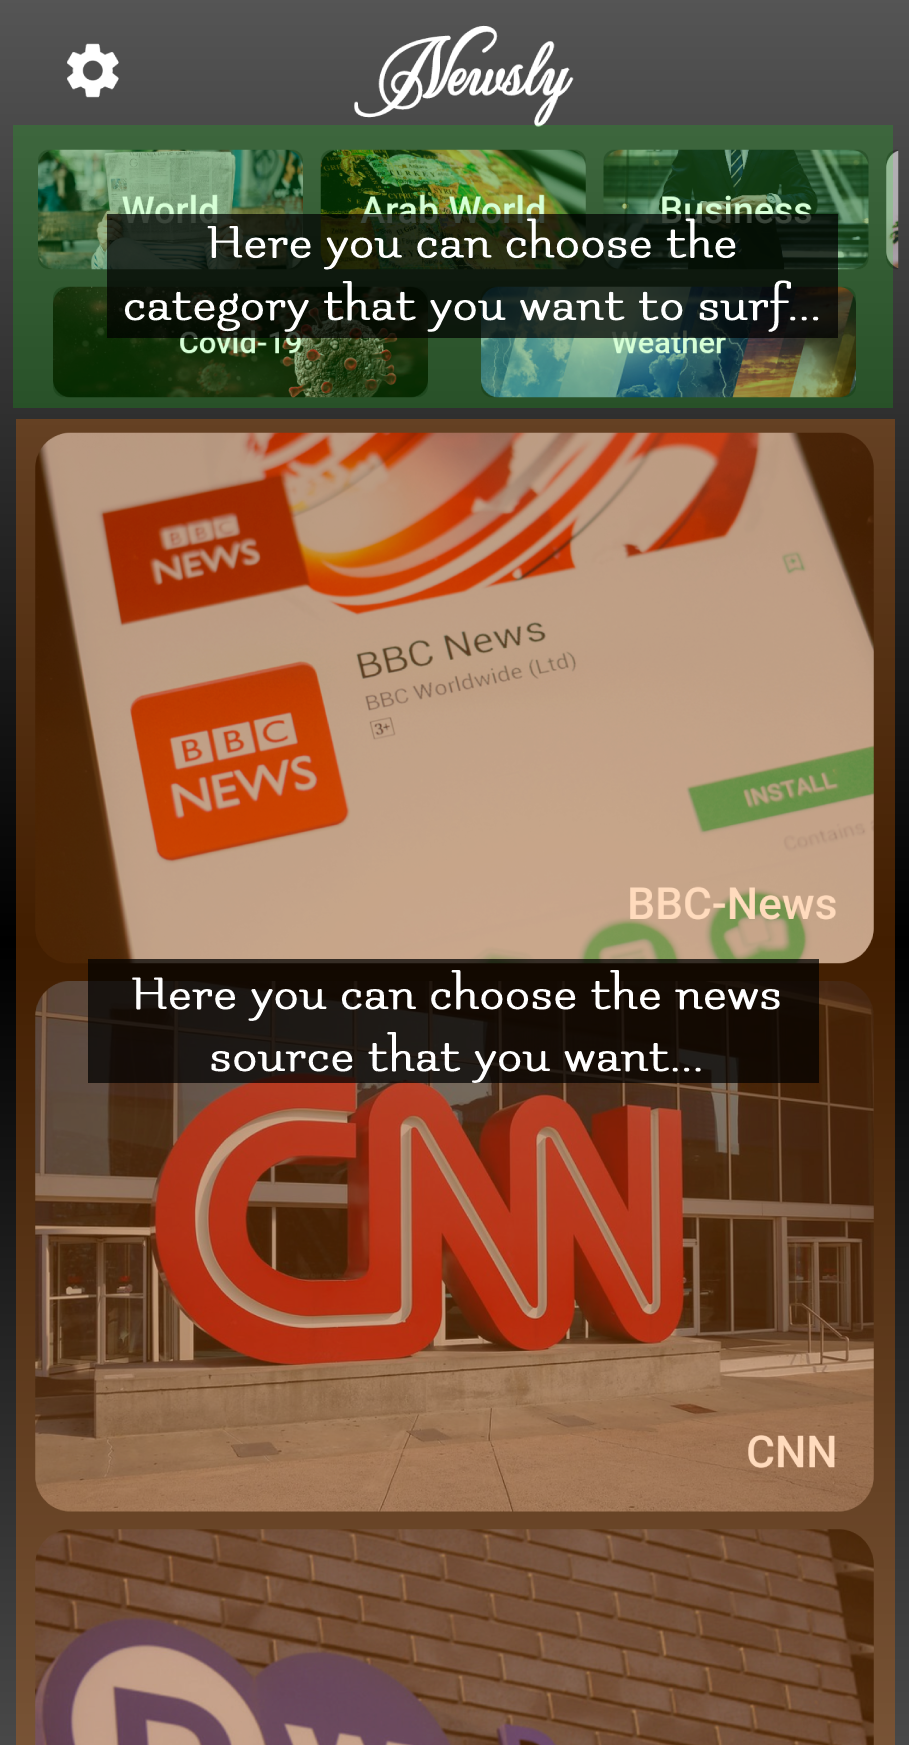 Newsly
World
Arab World
Business
Here you can choose the
category that you want to surf...
Covid-19
Weather
BBC
NEWS
BBC News
BBC Worldwide (Ltd)
3+
BBC
NEWS
INSTALL
Contains
BBC-News
Here you can choose the news
source that you want...
CNN
CNN